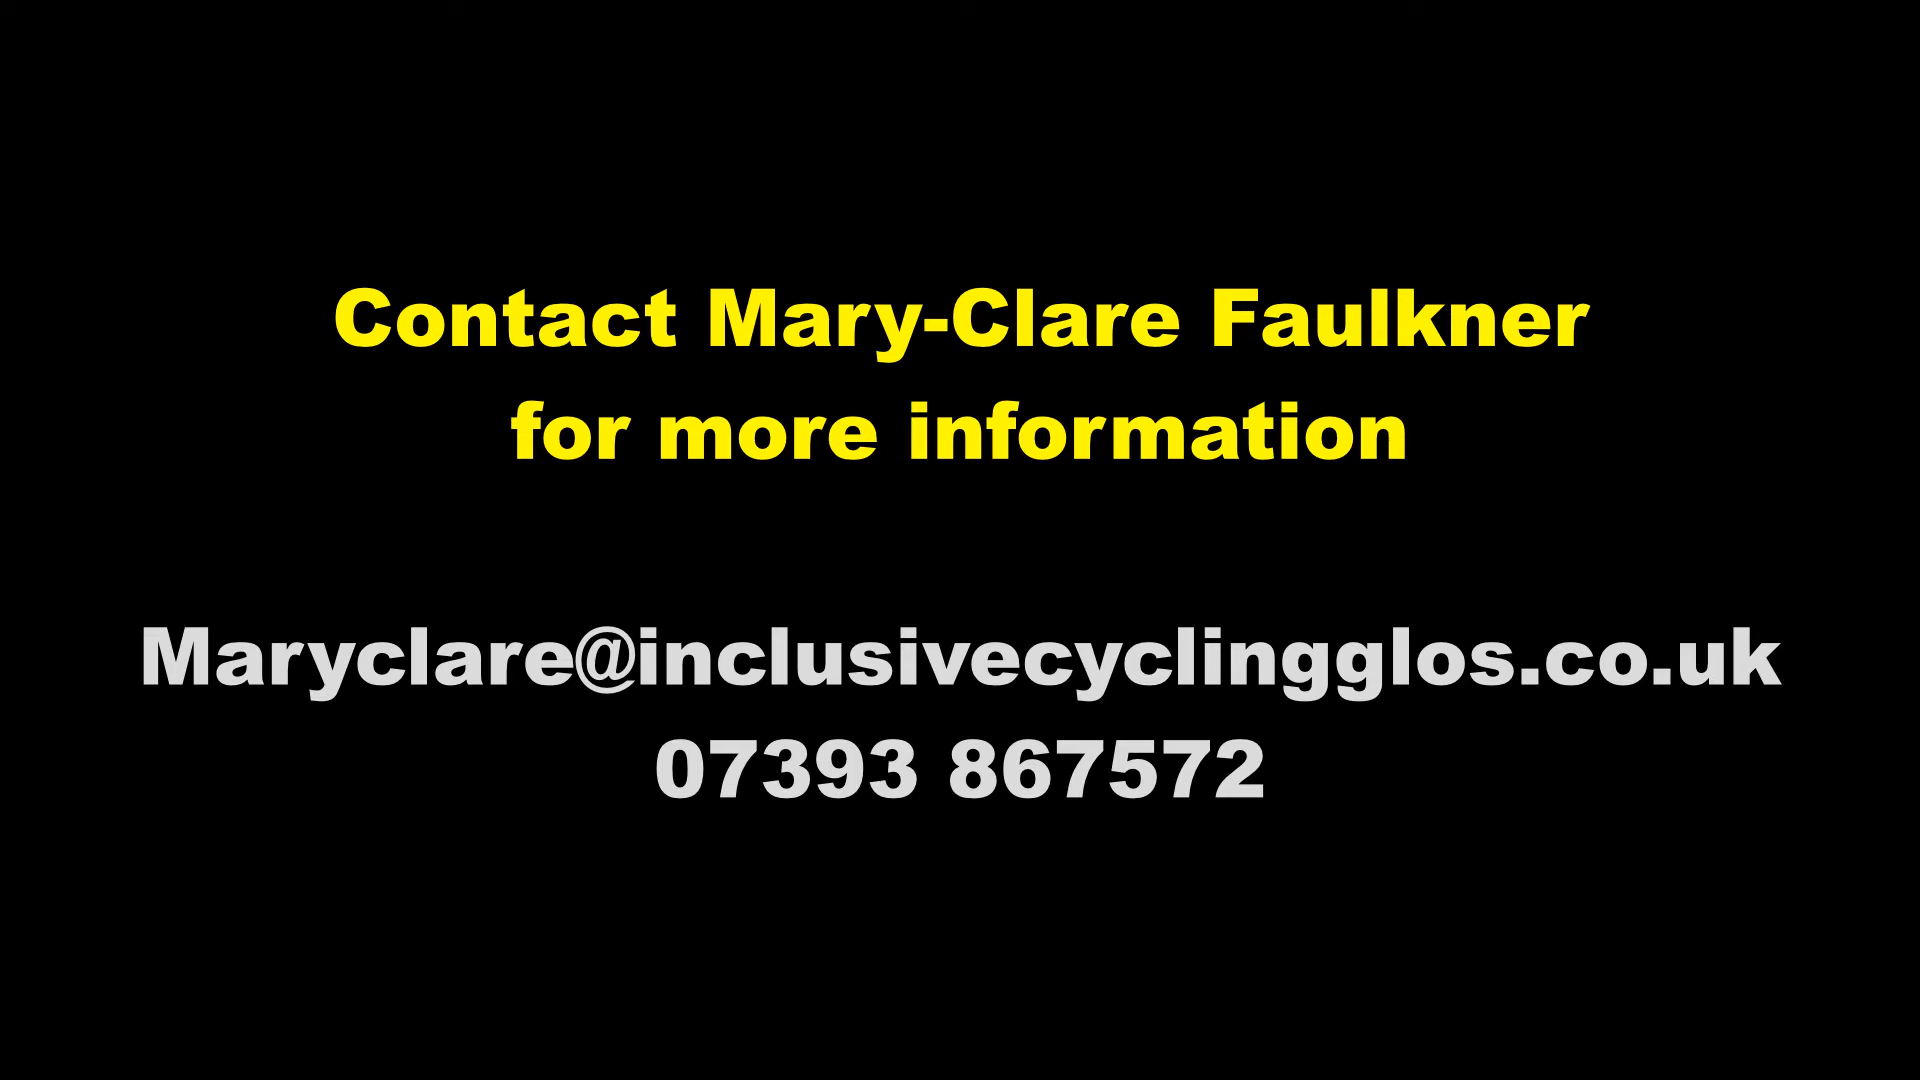 Contact Mary-Clare Faulkner
for more information
Maryclare@inclusivecyclingglos.co.uk
07393 867572